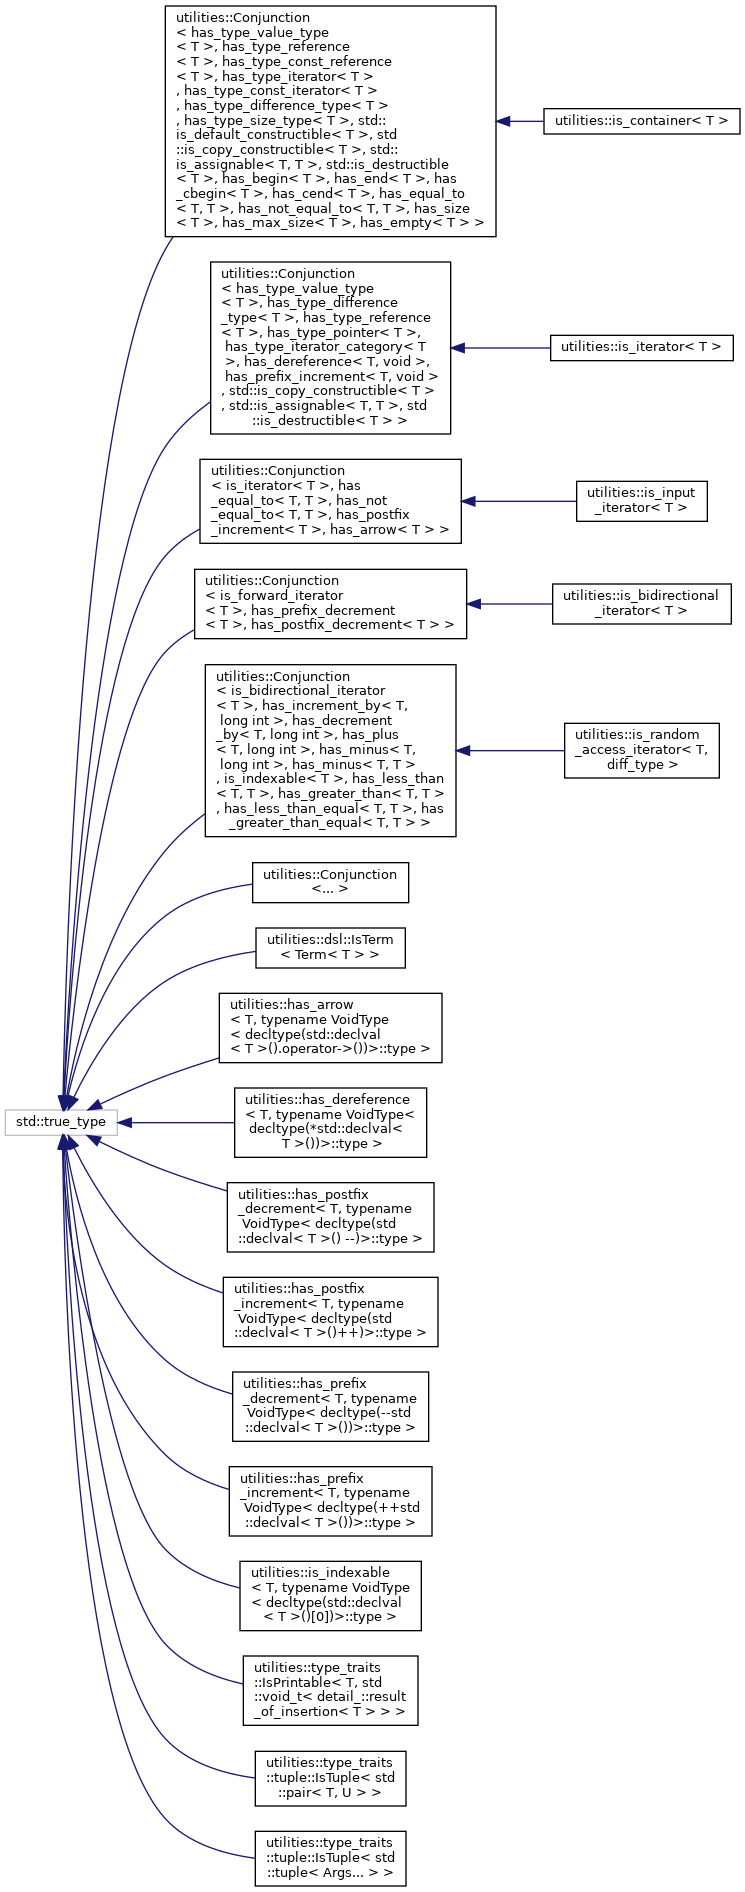 utilities::Conjunction
< has_type_value_type
< T >, has_type_reference
< T >, has_type_const_reference
< T >, has_type_iterator< T >
, has_type_const_iterator< T >
, has_type_difference_type< T >
, has_type_size_type< T >, std::
is_default_constructible< T >, std
::is_copy_constructible< T >, std::
is_assignable< T, T >, std::is_destructible
< T >, has_begin< T >, has_end< T >, has
_cbegin< T >, has_cend< T >, has_equal_to
< T, T >, has_not_equal_to< T, T >, has_size
< T >, has_max_size< T >, has_empty< T > >
utilities::is_container< T >
utilities::Conjunction
< has_type_value_type
< T >, has_type_difference
_type< T >, has_type_reference
< T >, has_type_pointer< T >,
has_type_iterator_category< T
>, has_dereference< T, void >,
has_prefix_increment< T, void >
, std::is_copy_constructible< T >
, std::is_assignable< T, T >, std
::is_destructible< T > >
utilities::is_iterator< T >
utilities::Conjunction
< is_iterator< T >, has
_equal_to< T, T >, has_not
_equal_to< T, T >, has_postfix
_increment< T >, has_arrow< T > >
utilities::is_input
_iterator< T >
utilities::Conjunction
< is_forward_iterator
< T >, has_prefix_decrement
< T >, has_postfix_decrement< T > >
utilities::is_bidirectional
_iterator< T >
utilities::Conjunction
< is_bidirectional_iterator
< T >, has_increment_by< T,
long int >, has_decrement
_by< T, long int >, has_plus
< T, long int >, has_minus< T,
long int >, has_minus< T, T >
, is_indexable< T >, has_less_than
< T, T >, has_greater_than< T, T >
, has_less_than_equal< T, T >, has
_greater_than_equal< T, T > >
utilities::is_random
_access_iterator< T,
diff_type >
utilities::Conjunction
<... >
utilities::dsl::IsTerm
< Term< T > >
utilities::has_arrow
< T, typename VoidType
< decltype(std::declval
< T >().operator->())>::type >
std::true_type
utilities::has_dereference
< T, typename VoidType<
decltype(*std::declval<
T >())>::type >
utilities::has_postfix
_decrement< T, typename
VoidType< decltype(std
::declval< T >() --)>::type >
utilities::has_postfix
_increment< T, typename
VoidType< decltype(std
::declval< T >()++)>::type >
utilities::has_prefix
_decrement< T, typename
VoidType< decltype(--std
::declval< T >())>::type >
utilities::has_prefix
_increment< T, typename
VoidType< decltype(++std
::declval< T >())>::type >
utilities::is_indexable
< T, typename VoidType
< decltype(std::declval
< T >()[0])>::type >
utilities::type_traits
::IsPrintable< T, std
::void_t< detail_::result
_of_insertion< T > > >
utilities::type_traits
::tuple::IsTuple< std
::pair< T, U > >
utilities::type_traits
::tuple::IsTuple< std
::tuple< Args... > >